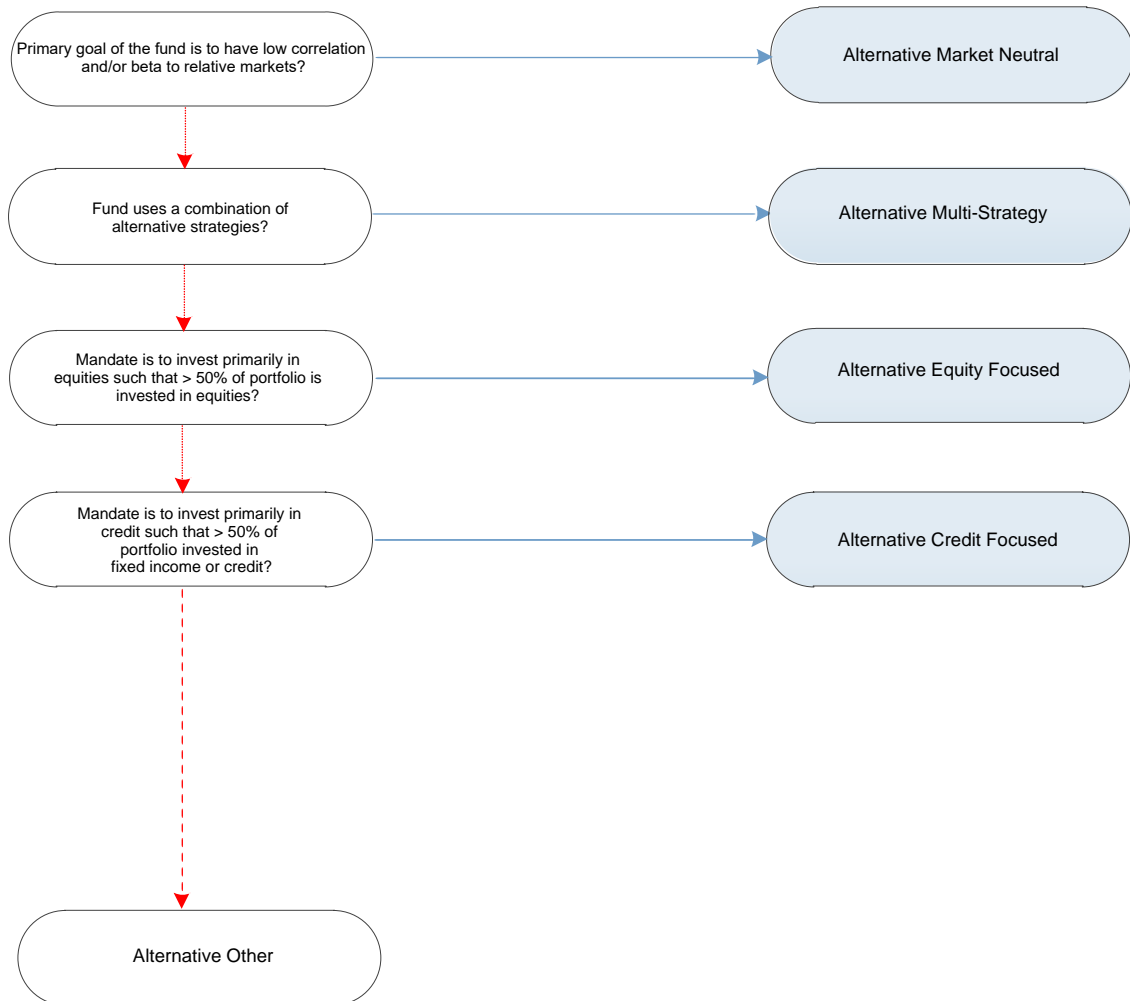 Primary goal of the fund is to have low correlation
and/or beta to relative markets?
Alternative Market Neutral
Fund uses a combination of
alternative strategies?
Alternative Multi-Strategy
Mandate is to invest primarily in
equities such that > 50% of portfolio is
invested in equities?
Alternative Equity Focused
Mandate is to invest primarily in
credit such that > 50% of
portfolio invested in
fixed income or credit?
Alternative Credit Focused
Alternative Other